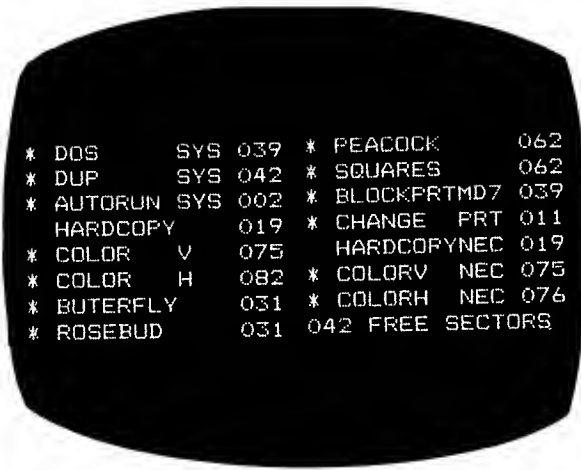 * DOS SYS 039
* DUP SYS 042
* AUTORUN SYS 002
HARDCOPY 019
* COLOR V 075
* COLOR H 082
* BUTERFLY 031
* ROSEBUD 031
* PEACOCK 062
* SQUARES 062
* BLOCKPRTMD7 039
* CHANGE PRT 011
HARDCOPYNEC 019
* COLORV NEC 075
* COLORH NEC 076
042 FREE SECTORS